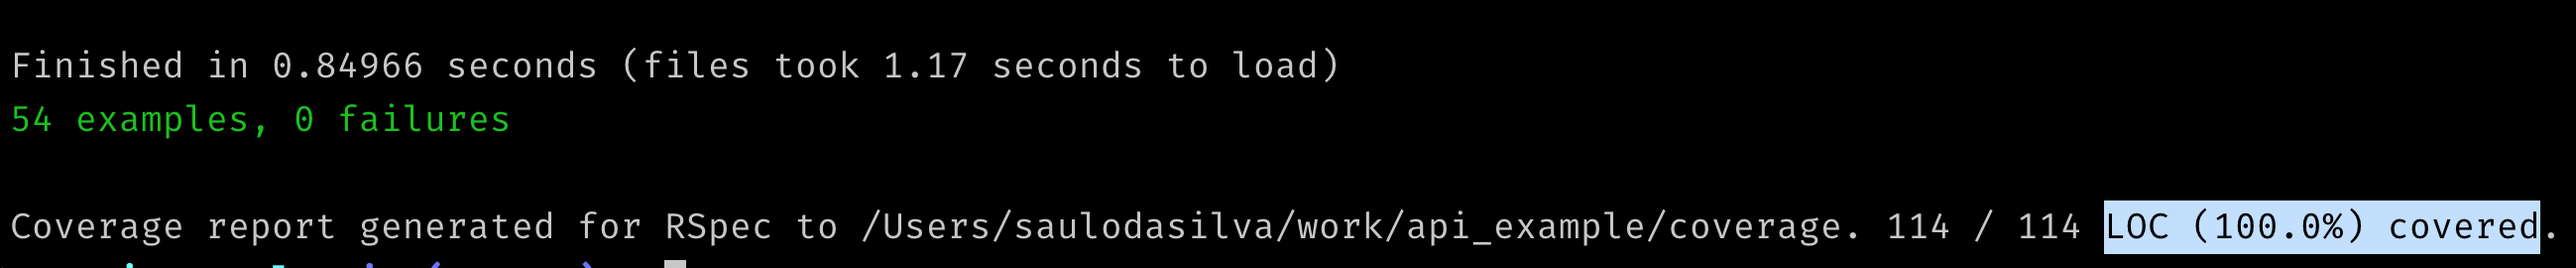 Finished in 0.84966 seconds (files took 1.17 seconds to load)
54 examples, 0 failures
Coverage report generated for RSpec to /Users/saulodasilva/work/api_example/coverage. 114 / 114 LOC (100.0%) covered.